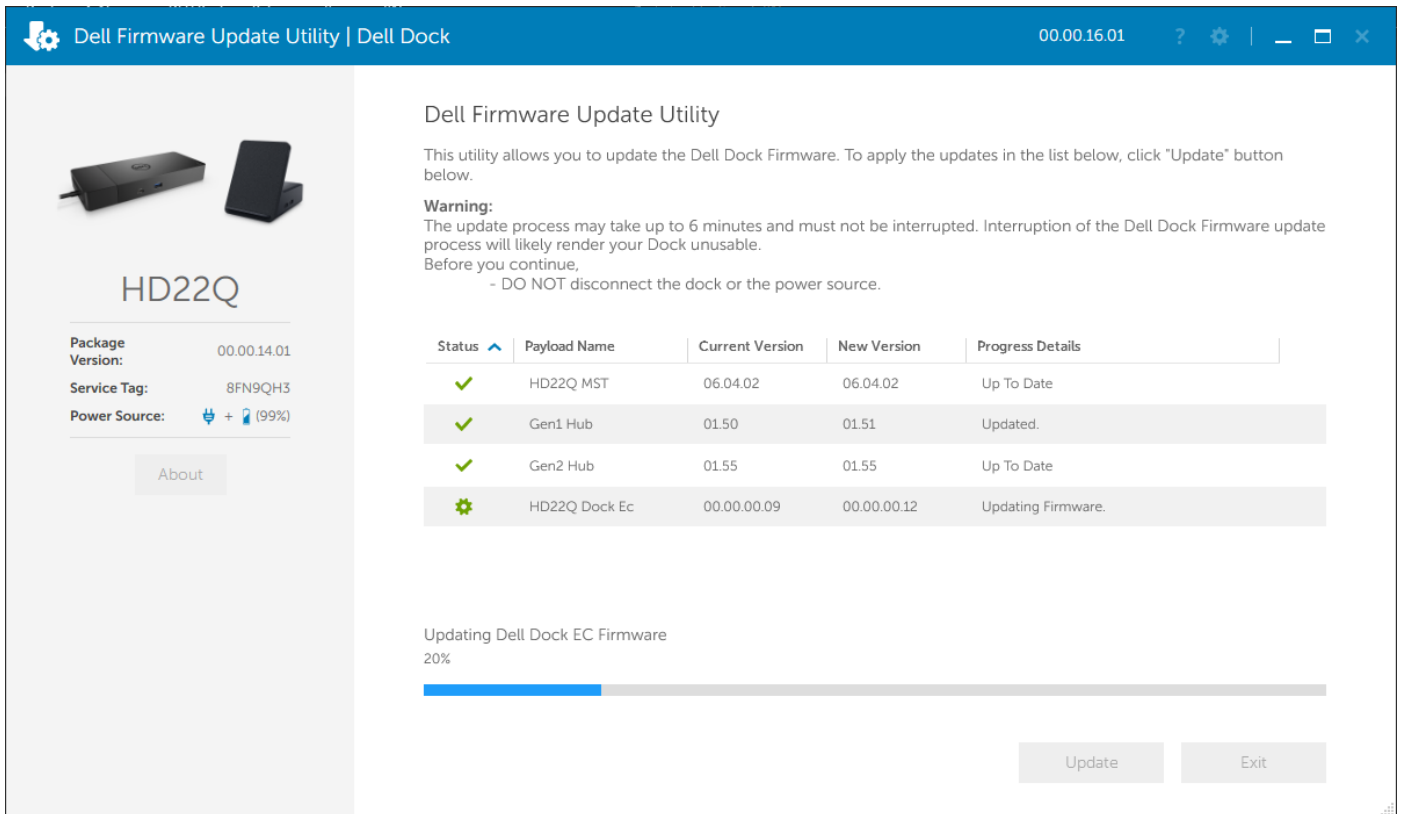 Dell Firmware Update Utility | Dell Dock
00.00.16.01
?
HD22Q
Package Version: 00.00.14.01
Service Tag: 8FN9QH3
Power Source: + (99%)
About
Dell Firmware Update Utility
This utility allows you to update the Dell Dock Firmware. To apply the updates in the list below, click "Update" button
below.
Warning:
The update process may take up to 6 minutes and must not be interrupted. Interruption of the Dell Dock Firmware update
process will likely render your Dock unusable.
Before you continue,
- DO NOT disconnect the dock or the power source.
Status Payload Name Current Version New Version Progress Details
HD22Q MST 06.04.02 06.04.02 Up To Date
Gen1 Hub 01.50 01.51 Updated.
Gen2 Hub 01.55 01.55 Up To Date
HD22Q Dock Ec 00.00.00.09 00.00.00.12 Updating Firmware.
Updating Dell Dock EC Firmware
20%
Update Exit